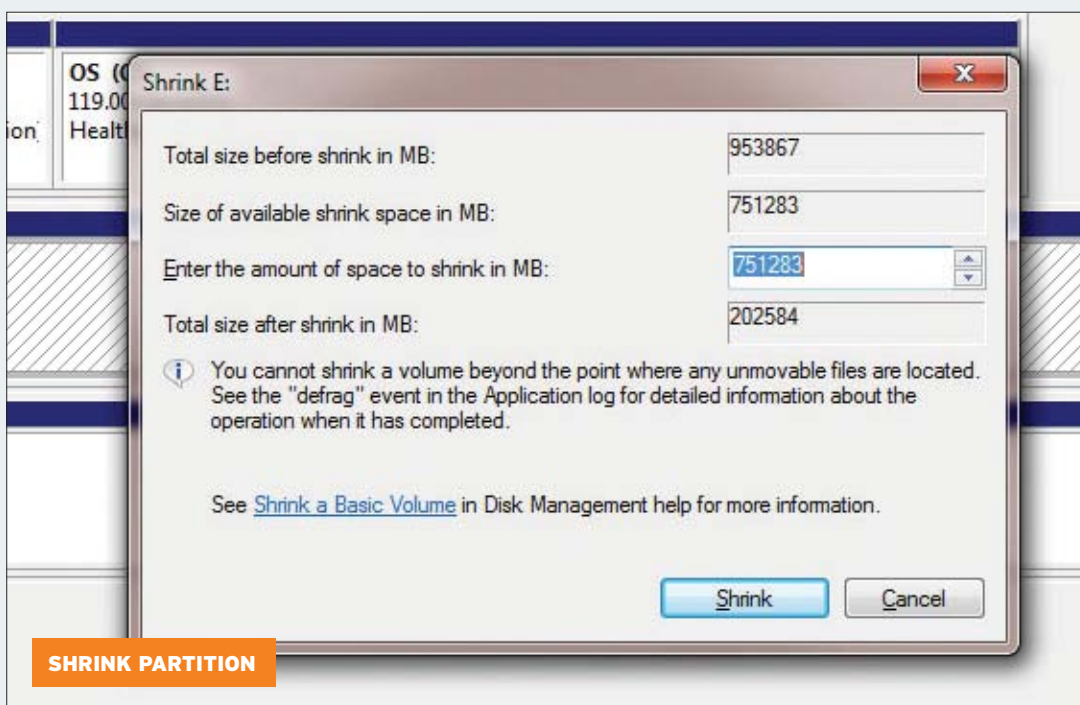 OS (
119.00
Healt
ion
Shrink E:
X
Total size before shrink in MB:
953867
Size of available shrink space in MB:
751283
Enter the amount of space to shrink in MB:
751283
Total size after shrink in MB:
202584
You cannot shrink a volume beyond the point where any unmovable files are located.
See the "defrag" event in the Application log for detailed information about the
operation when it has completed.
See Shrink a Basic Volume in Disk Management help for more information.
Shrink
Cancel
SHRINK PARTITION